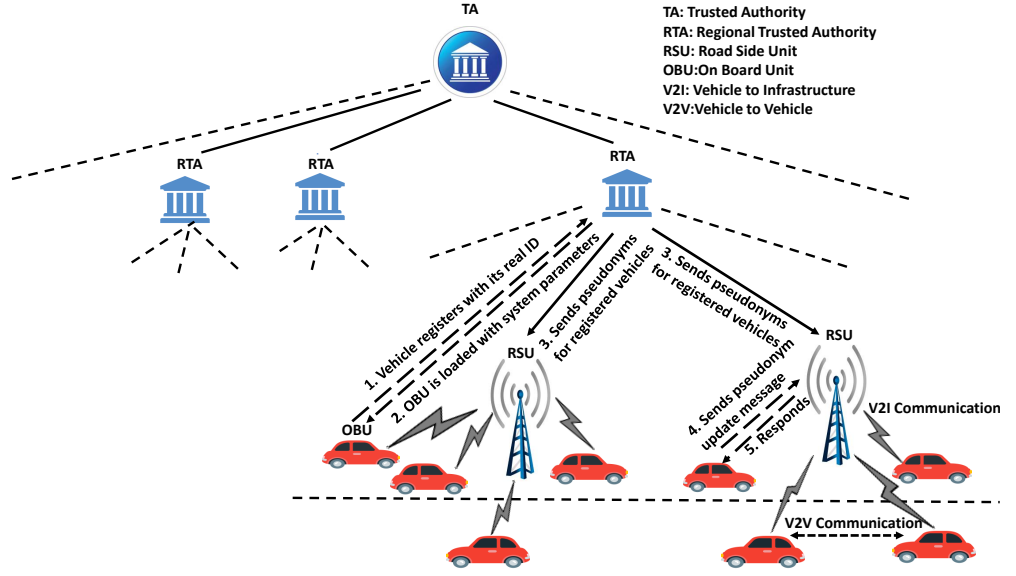 TA
TA: Trusted Authority
RTA: Regional Trusted Authority
RSU: Road Side Unit
OBU:On Board Unit
V2I: Vehicle to Infrastructure
V2V:Vehicle to Vehicle
RTA
RTA
RTA
1. Vehicle registers with its real ID
2. OBU is loaded with system parameters
3. Sends pseudonyms
for registered vehicles
3. Sends pseudonyms
for registered vehicles
RSU
RSU
4. Sends pseudonym
update message
5. Responds
OBU
V2I Communication
V2V Communication